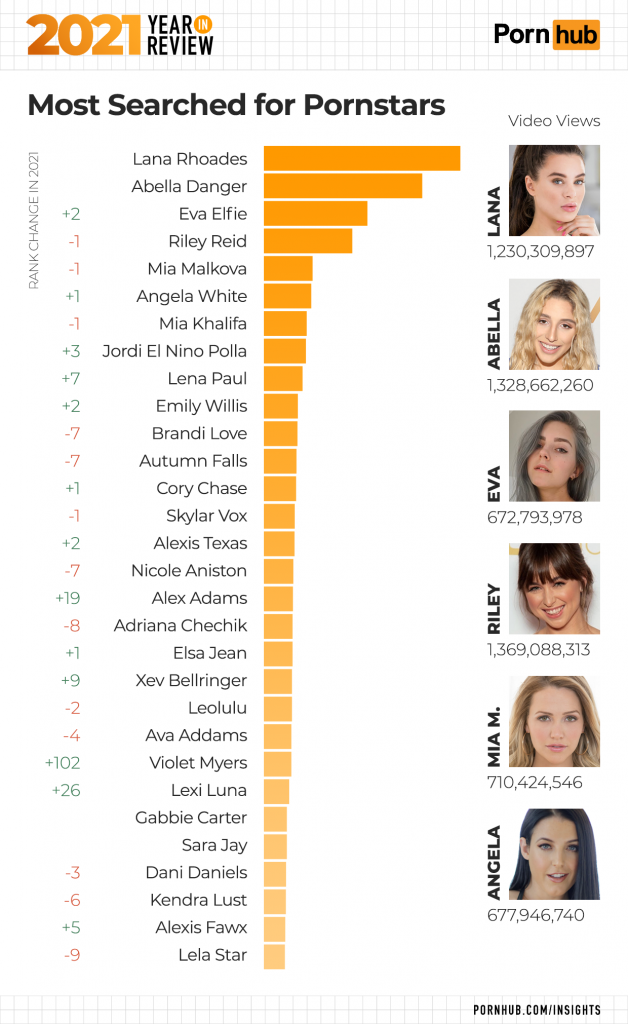 2021 YEAR IN REVIEW
Pornhub
Most Searched for Pornstars
Video Views
RANK CHANGE IN 2021
Lana Rhoades
Abella Danger
+2 Eva Elfie
-1 Riley Reid
-1 Mia Malkova
+1 Angela White
-1 Mia Khalifa
+3 Jordi El Nino Polla
+7 Lena Paul
+2 Emily Willis
-7 Brandi Love
-7 Autumn Falls
+1 Cory Chase
-1 Skylar Vox
+2 Alexis Texas
-7 Nicole Aniston
+19 Alex Adams
-8 Adriana Chechik
+1 Elsa Jean
+9 Xev Bellringer
-2 Leolulu
-4 Ava Addams
+102 Violet Myers
+26 Lexi Luna
Gabbie Carter
Sara Jay
-3 Dani Daniels
-6 Kendra Lust
+5 Alexis Fawx
-9 Lela Star
LANA
1,230,309,897
ABELLA
1,328,662,260
EVA
672,793,978
RILEY
1,369,088,313
MIA M.
710,424,546
ANGELA
677,946,740
PORNHUB.COM/INSIGHTS